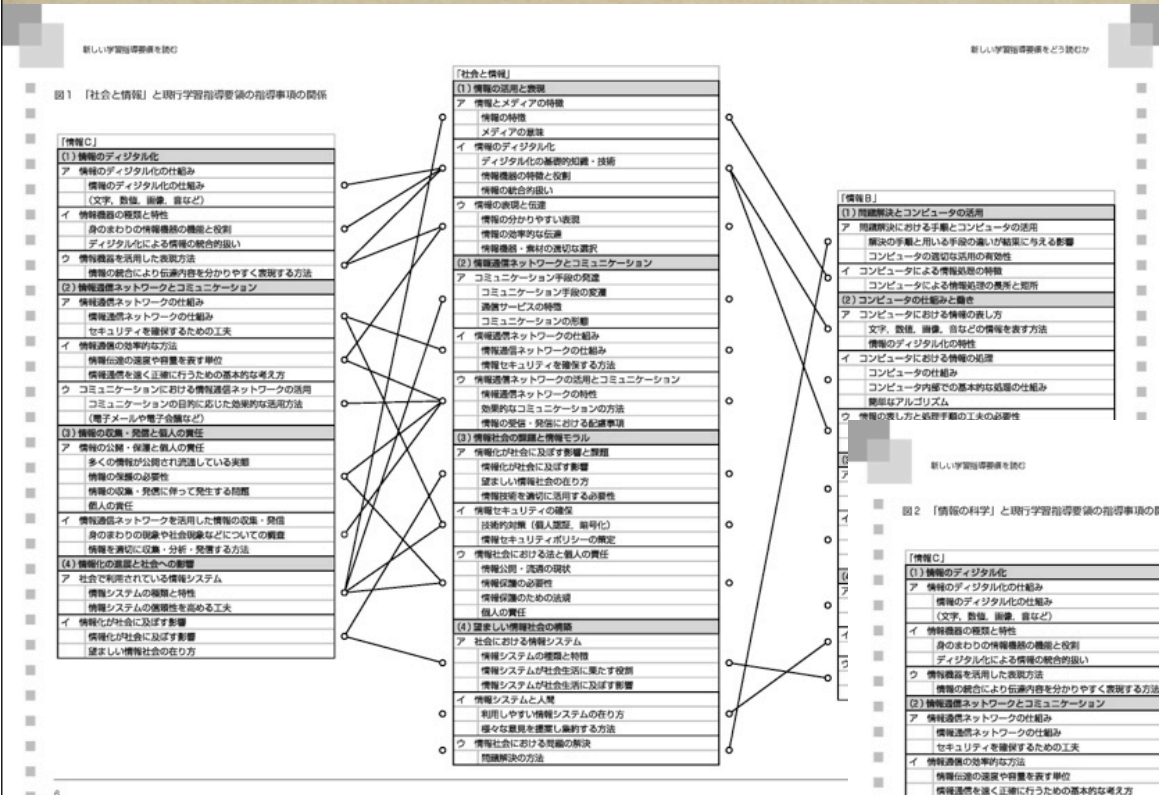 新しい学習指導要領を読む
新しい学習指導要領をどう読むか
図1 「社会と情報」と現行学習指導要領の指導事項の関係
「情報C」
(1)情報のディジタル化
ア 情報のディジタル化の仕組み
情報のディジタル化の仕組み
(文字，数値，画像，音など)
イ 情報機器の種類と特性
身のまわりの情報機器の機能と役割
ディジタル化による情報の統合的扱い
ウ 情報機器を活用した表現方法
情報の統合により伝達内容を分かりやすく表現する方法
(2)情報通信ネットワークとコミュニケーション
ア 情報通信ネットワークの仕組み
情報通信ネットワークの仕組み
セキュリティを確保するための工夫
イ 情報通信の効率的な方法
情報伝達の速度や容量を表す単位
情報通信を速く正確に行うための基本的な考え方
ウ コミュニケーションにおける情報通信ネットワークの活用
コミュニケーションの目的に応じた効果的な活用方法
(電子メールや電子会議など)
(3)情報の収集・発信と個人の責任
ア 情報の公開・保護と個人の責任
多くの情報が公開され流通している実態
情報の保護の必要性
情報の収集・発信に伴って発生する問題
個人の責任
イ 情報通信ネットワークを活用した情報の収集・発信
身のまわりの現象や社会現象などについての調査
情報を適切に収集・分析・発信する方法
(4)情報化の進展と社会への影響
ア 社会で利用されている情報システム
情報システムの種類と特性
情報システムの信頼性を高める工夫
イ 情報化が社会に及ぼす影響
情報化が社会に及ぼす影響
望ましい情報社会の在り方
「社会と情報」
(1)情報の活用と表現
ア 情報とメディアの特徴
情報の特徴
メディアの意味
イ 情報のディジタル化
ディジタル化の基礎的知識・技術
情報機器の特徴と役割
情報の統合的扱い
ウ 情報の表現と伝達
情報の分かりやすい表現
情報の効率的な伝達
情報機器・素材の適切な選択
(2)情報通信ネットワークとコミュニケーション
ア コミュニケーション手段の発達
コミュニケーション手段の変遷
通信サービスの特徴
コミュニケーションの形態
イ 情報通信ネットワークの仕組み
情報通信ネットワークの仕組み
情報セキュリティを確保する方法
ウ 情報通信ネットワークの活用とコミュニケーション
情報通信ネットワークの特性
効果的なコミュニケーションの方法
情報の受信・発信における配慮事項
(3)情報社会の課題と情報モラル
ア 情報化が社会に及ぼす影響と課題
情報化が社会に及ぼす影響
望ましい情報社会の在り方
情報技術を適切に活用する必要性
イ 情報セキュリティの確保
技術的対策（個人認証，暗号化）
情報セキュリティポリシーの策定
ウ 情報社会における法と個人の責任
情報公開・流通の現状
情報保護の必要性
情報保護のための法規
個人の責任
(4)望ましい情報社会の構築
ア 社会における情報システム
情報システムの種類と特徴
情報システムが社会生活に果たす役割
情報システムが社会生活に及ぼす影響
イ 情報システムと人間
利用しやすい情報システムの在り方
様々な意見を提案し集約する方法
ウ 情報社会における問題の解決
問題解決の方法
「情報B」
(1)問題解決とコンピュータの活用
ア 問題解決における手順とコンピュータの活用
解決の手順と用いる手段の違いが結果に与える影響
コンピュータの適切な活用の有効性
イ コンピュータによる情報処理の特徴
コンピュータによる情報処理の長所と短所
(2)コンピュータの仕組みと働き
ア コンピュータにおける情報の表し方
文字，数値，画像，音などの情報を表す方法
情報のディジタル化の特性
イ コンピュータにおける情報の処理
コンピュータの仕組み
コンピュータ内部での基本的な処理の仕組み
簡単なアルゴリズム
ウ 情報の表し方と処理手順の工夫の必要性
6
新しい学習指導要領を読む
図2 「情報の科学」と現行学習指導要領の指導事項の
「情報C」
(1)情報のディジタル化
ア 情報のディジタル化の仕組み
情報のディジタル化の仕組み
(文字，数値，画像，音など)
イ 情報機器の種類と特性
身のまわりの情報機器の機能と役割
ディジタル化による情報の統合的扱い
ウ 情報機器を活用した表現方法
情報の統合により伝達内容を分かりやすく表現する方法
(2)情報通信ネットワークとコミュニケーション
ア 情報通信ネットワークの仕組み
情報通信ネットワークの仕組み
セキュリティを確保するための工夫
イ 情報通信の効率的な方法
情報伝達の速度や容量を表す単位
情報通信を速く正確に行うための基本的な考え方